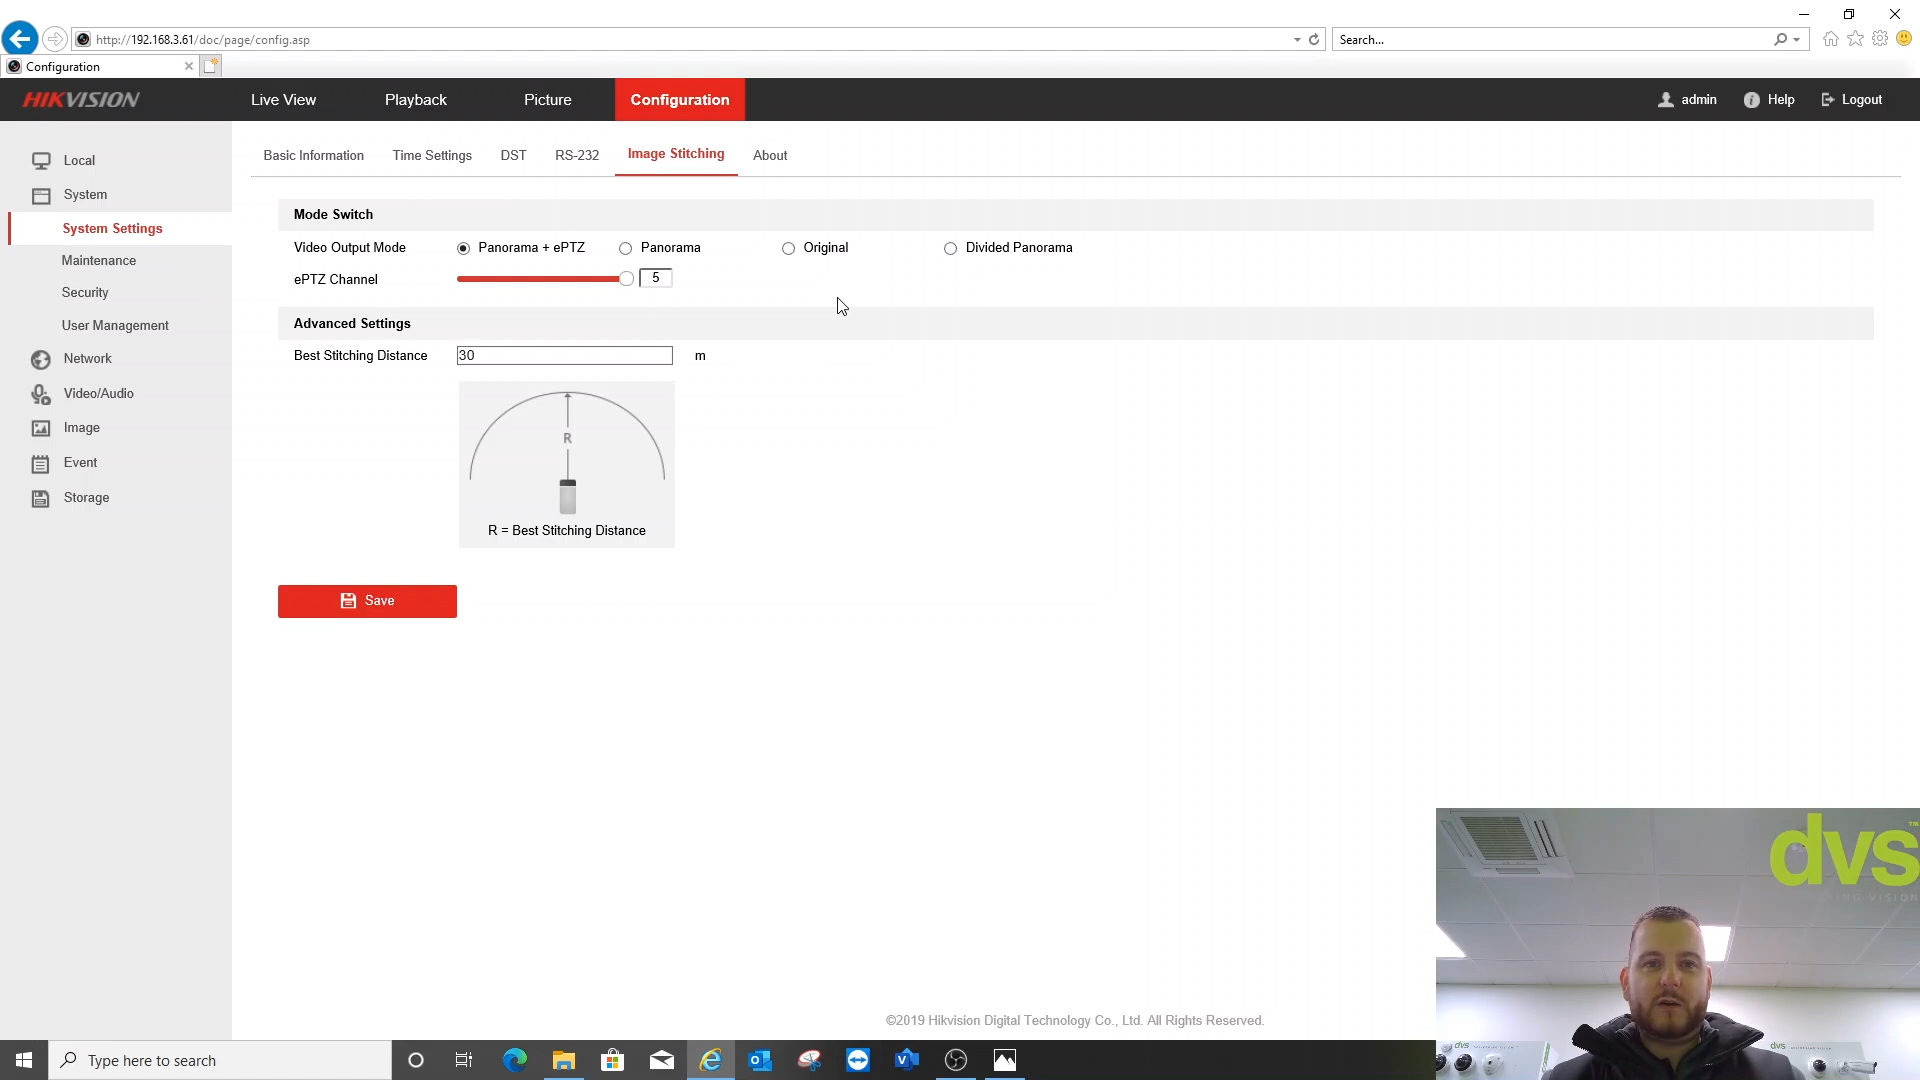 http://192.168.3.61/doc/page/config.asp
Search...
Configuration
HIKVISION
Live View
Playback
Picture
Configuration
admin
Help
Logout
Local
System
System Settings
Maintenance
Security
User Management
Network
Video/Audio
Image
Event
Storage
Basic Information
Time Settings
DST
RS-232
Image Stitching
About
Mode Switch
Video Output Mode
Panorama + ePTZ
Panorama
Original
Divided Panorama
ePTZ Channel
5
Advanced Settings
Best Stitching Distance
30
m
R
R = Best Stitching Distance
Save
©2019 Hikvision Digital Technology Co., Ltd. All Rights Reserved.
dvs™
dvs
dvs
Type here to search